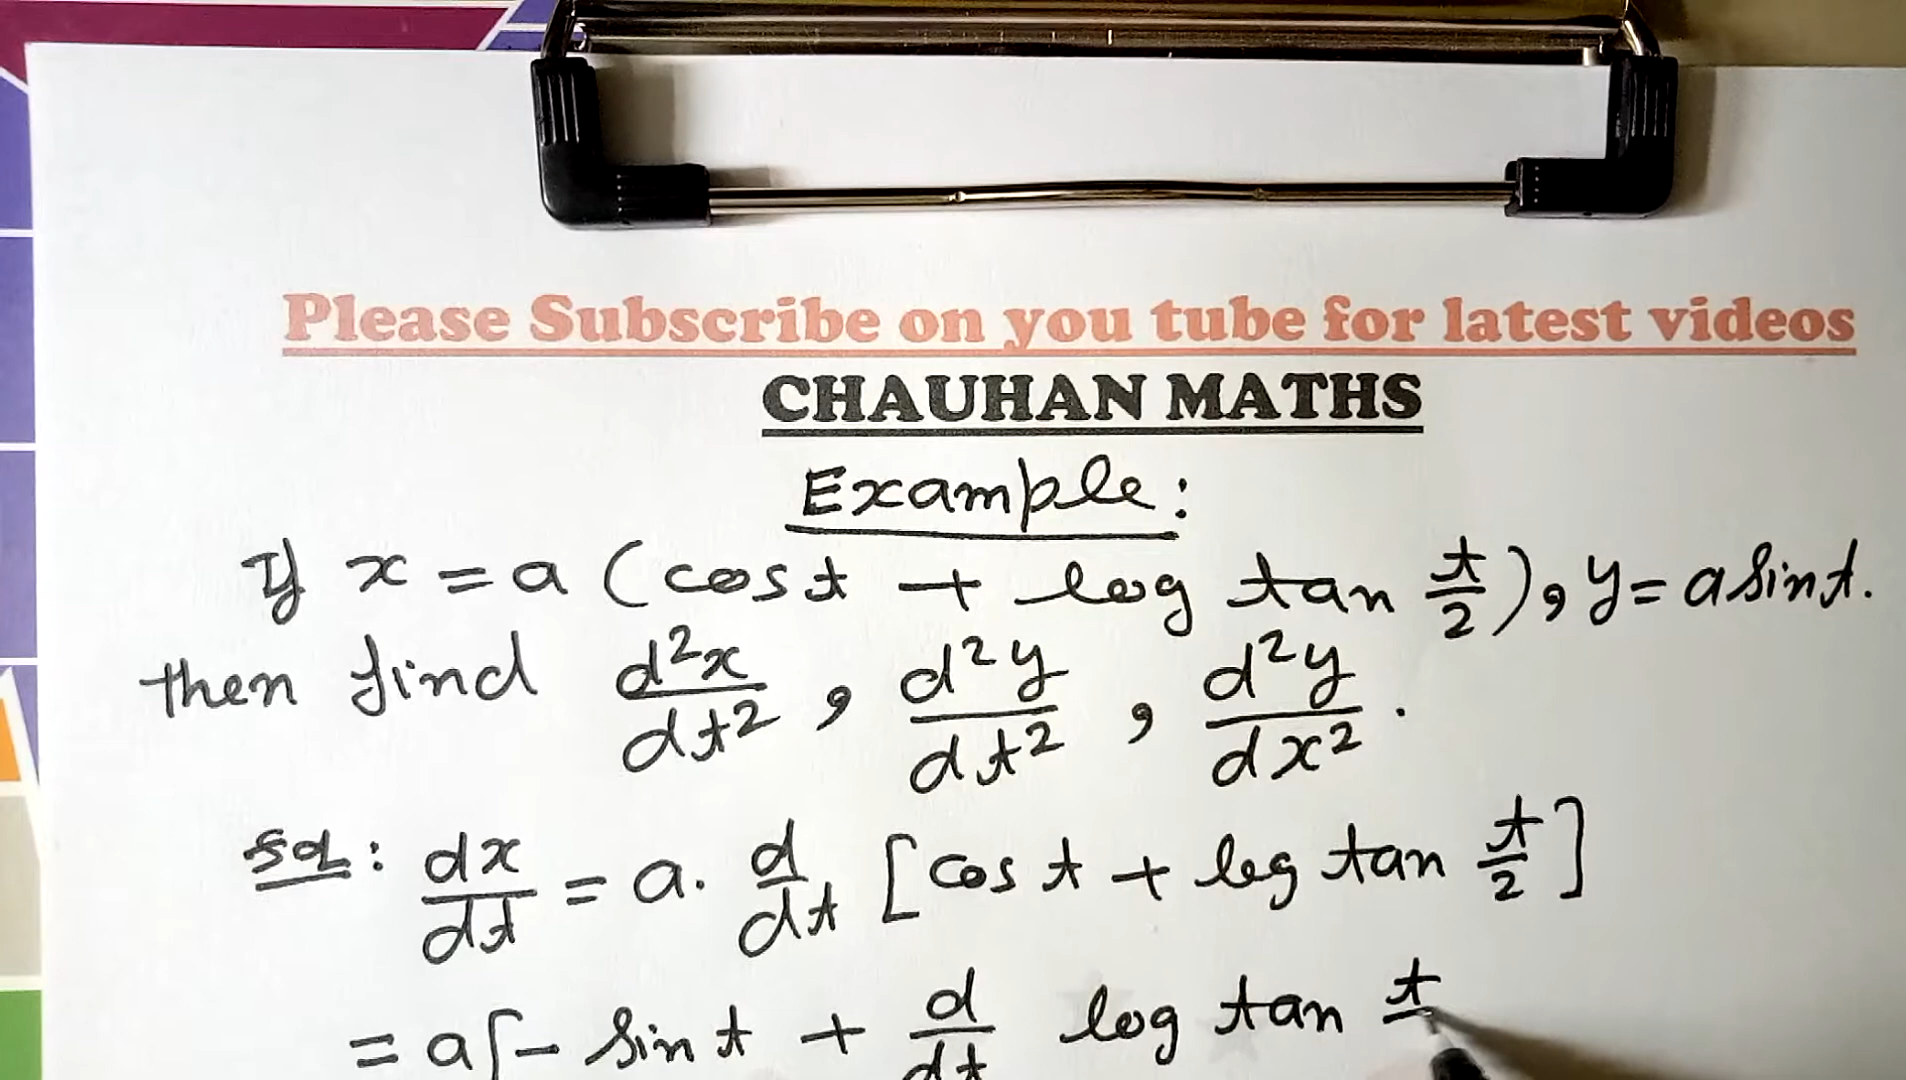 Please Subscribe on you tube for latest videos
CHAUHAN MATHS
Example:
If x = a (cos t + log tan t/2), y = a sin t.
then find d²x/dt², d²y/dt², d²y/dx².
Sol: dx/dt = a. d/dt [cos t + log tan t/2]
= a[- sin t + d/dt log tan t